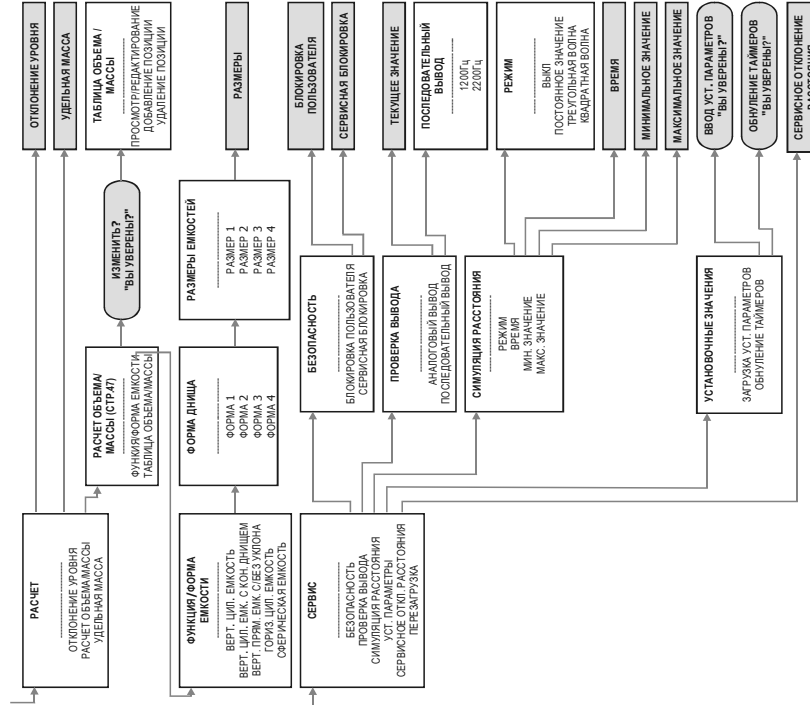 РАСЧЕТ
ОТКЛОНЕНИЕ УРОВНЯ
РАСЧЕТ ОБЪЕМА/МАССЫ
УДЕЛЬНАЯ МАССА
ОТКЛОНЕНИЕ УРОВНЯ
УДЕЛЬНАЯ МАССА
РАСЧЕТ ОБЪЕМА/
МАССЫ (СТР.47)
ФУНКИЯ/ФОРМА ЕМКОСТИ
ТАБЛИЦА ОБЪЕМА/МАССЫ
ИЗМЕНИТЬ?
"ВЫ УВЕРЕНЫ?"
ТАБЛИЦА ОБЪЕМА /
МАССЫ
ПРОСМОТР/РЕДАКТИРОВАНИЕ
ДОБАВЛЕНИЕ ПОЗИЦИИ
УДАЛЕНИЕ ПОЗИЦИИ
ФУНКЦИЯ /ФОРМА
ЕМКОСТИ
ВЕРТ. ЦИЛ. ЕМКОСТЬ
ВЕРТ. ЦИЛ. ЕМК. С КОН. ДНИЩЕМ
ВЕРТ. ПРЯМ. ЕМК. С/БЕЗ УКЛОНА
ГОРИЗ. ЦИЛ. ЕМКОСТЬ
СФЕРИЧЕСКАЯ ЕМКОСТЬ
ФОРМА ДНИЩА
ФОРМА 1
ФОРМА 2
ФОРМА 3
ФОРМА 4
РАЗМЕРЫ ЕМКОСТЕЙ
РАЗМЕР 1
РАЗМЕР 2
РАЗМЕР 3
РАЗМЕР 4
РАЗМЕРЫ
СЕРВИС
БЕЗОПАСНОСТЬ
ПРОВЕРКА ВЫВОДА
СИМУЛЯЦИЯ РАССТОЯНИЯ
УСТ. ПАРАМЕТРЫ
СЕРВИСНОЕ ОТКЛ. РАССТОЯНИЯ
ПЕРЕЗАГРУЗКА
БЕЗОПАСНОСТЬ
БЛОКИРОВКА ПОЛЬЗОВАТЕЛЯ
СЕРВИСНАЯ БЛОКИРОВКА
БЛОКИРОВКА
ПОЛЬЗОВАТЕЛЯ
СЕРВИСНАЯ БЛОКИРОВКА
ПРОВЕРКА ВЫВОДА
АНАЛОГОВЫЙ ВЫВОД
ПОСЛЕДОВАТЕЛЬНЫЙ ВЫВОД
ТЕКУЩЕЕ ЗНАЧЕНИЕ
ПОСЛЕДОВАТЕЛЬНЫЙ
ВЫВОД
1200Гц
2200Гц
СИМУЛЯЦИЯ РАССТОЯНИЯ
РЕЖИМ
ВРЕМЯ
МИН. ЗНАЧЕНИЕ
МАКС. ЗНАЧЕНИЕ
РЕЖИМ
ВЫКЛ
ПОСТОЯННОЕ ЗНАЧЕНИЕ
ТРЕУГОЛЬНАЯ ВОЛНА
КВАДРАТНАЯ ВОЛНА
ВРЕМЯ
МИНИМАЛЬНОЕ ЗНАЧЕНИЕ
МАКСИМАЛЬНОЕ ЗНАЧЕНИЕ
УСТАНОВОЧНЫЕ ЗНАЧЕНИЯ
ЗАГРУЗКА УСТ. ПАРАМЕТРОВ
ОБНУЛЕНИЕ ТАЙМЕРОВ
ВВОД УСТ. ПАРАМЕТРОВ
"ВЫ УВЕРЕНЫ?"
ОБНУЛЕНИЕ ТАЙМЕРОВ
"ВЫ УВЕРЕНЫ?"
СЕРВИСНОЕ ОТКЛОНЕНИЕ